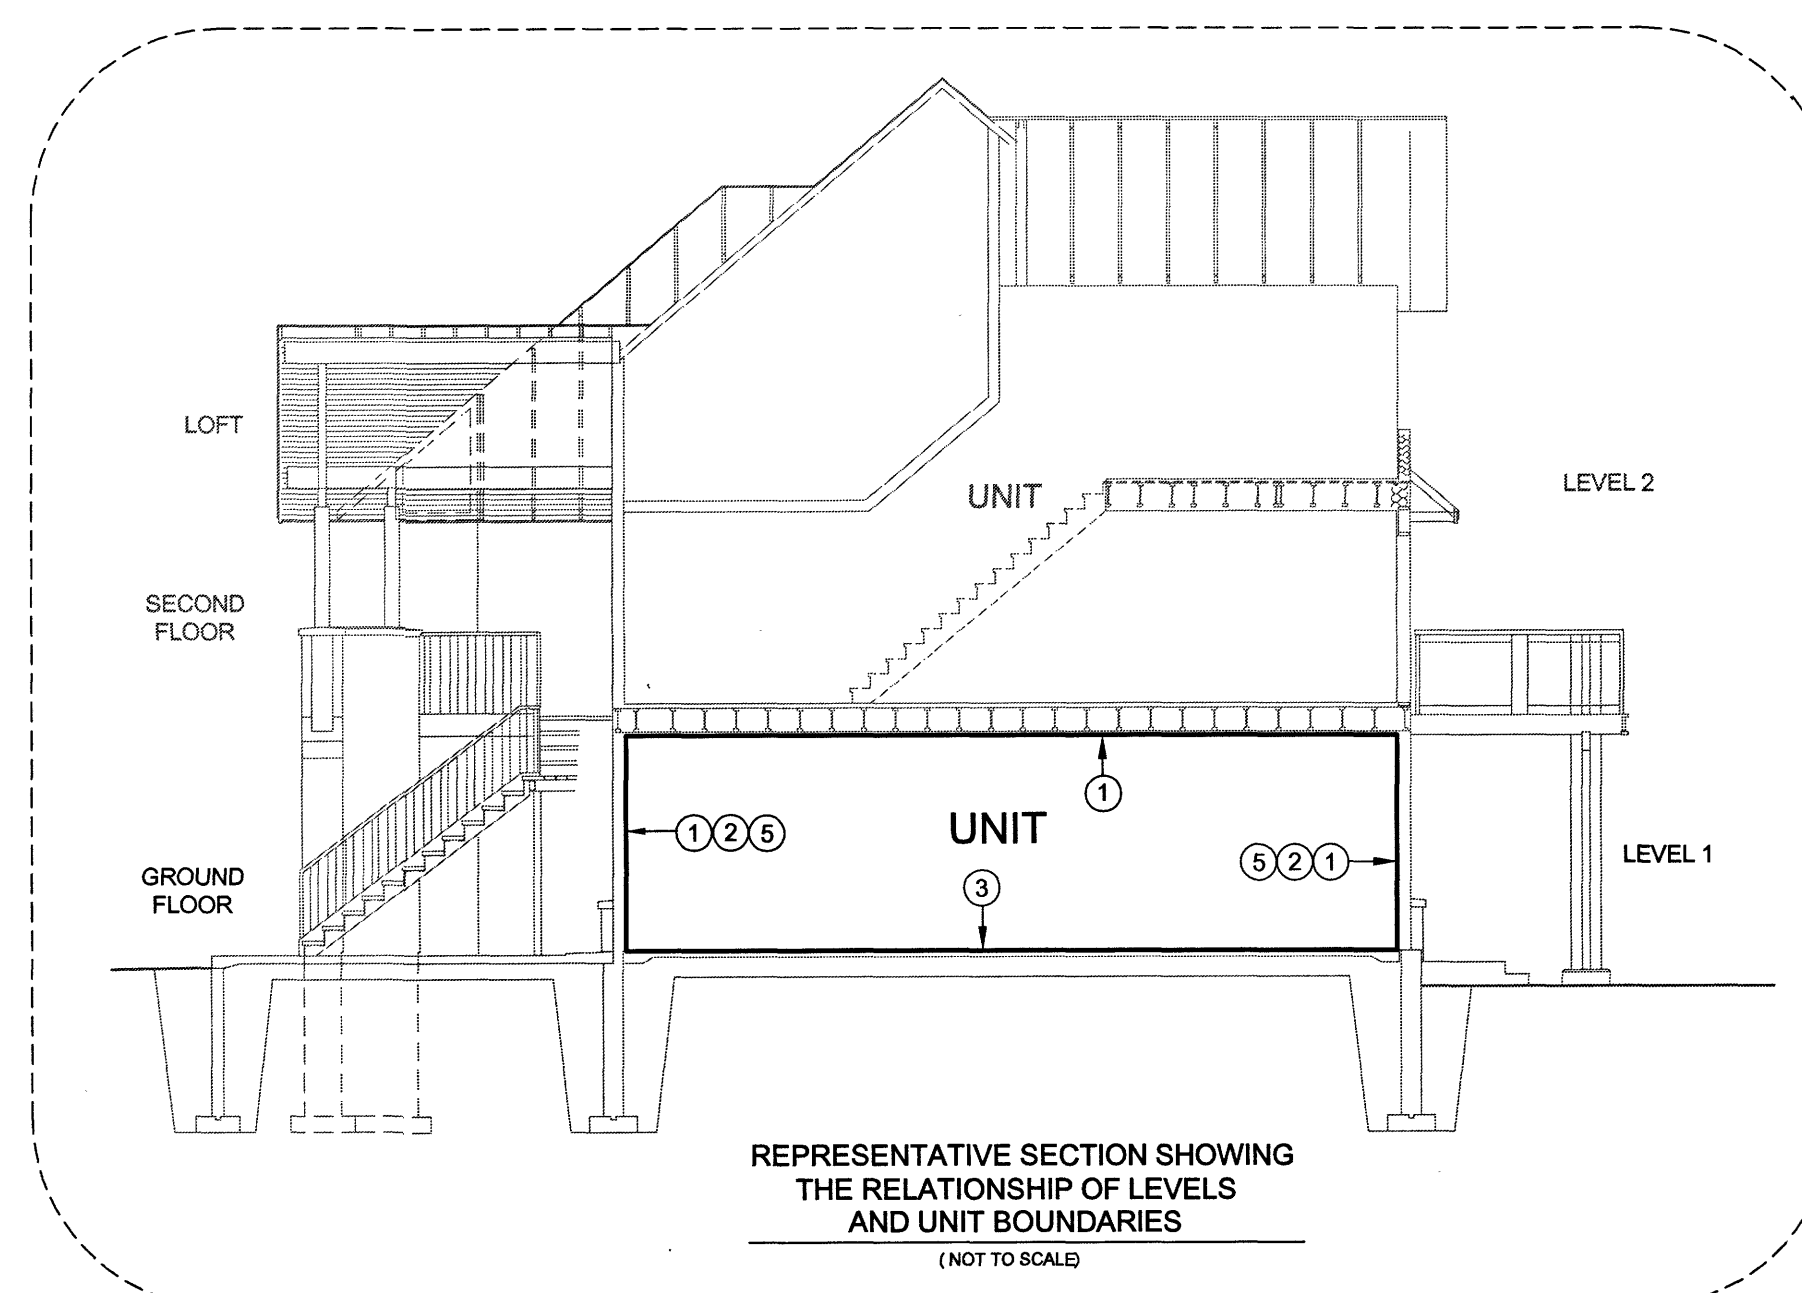 LOFT
UNIT
LEVEL 2
SECOND
FLOOR
1
1 2 5
UNIT
5 2 1
LEVEL 1
GROUND
FLOOR
3
REPRESENTATIVE SECTION SHOWING
THE RELATIONSHIP OF LEVELS
AND UNIT BOUNDARIES
( NOT TO SCALE)